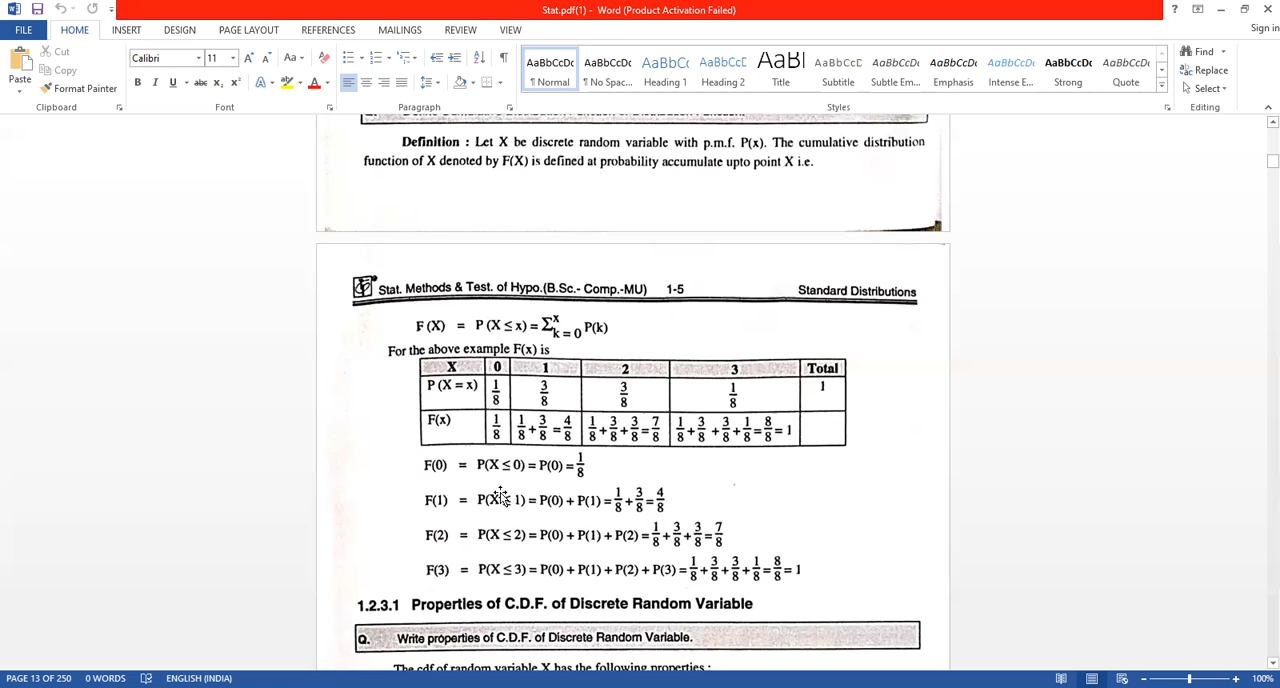 Stat.pdf(1) - Word (Product Activation Failed)
Sign in
FILE HOME INSERT DESIGN PAGE LAYOUT REFERENCES MAILINGS REVIEW VIEW
Paste
Cut
Copy
Format Painter
Clipboard
Calibri 11
Font
Paragraph
AaBbCcDc AaBbCcDc AaBbCc AaBbCcD AaBl AaBbCcD AaBbCcDc AaBbCcDc AaBbCcDc AaBbCcDc AaBbCcDc
¶ Normal ¶ No Spac... Heading 1 Heading 2 Title Subtitle Subtle Em... Emphasis Intense E... Strong Quote
Styles
Find
Replace
Select
Editing
Definition : Let X be discrete random variable with p.m.f. P(x). The cumulative distribution
function of X denoted by F(X) is defined at probability accumulate upto point X i.e.
Stat. Methods & Test. of Hypo.(B.Sc.- Comp.-MU) 1-5 Standard Distributions
F (X) = P (X ≤ x) = Σ^x_{k = 0} P(k)
For the above example F(x) is
X 0 1 2 3 Total
P (X = x) 1/8 3/8 3/8 1/8 1
F(x) 1/8 1/8 + 3/8 = 4/8 1/8 + 3/8 + 3/8 = 7/8 1/8 + 3/8 + 3/8 + 1/8 = 8/8 = 1
F(0) = P(X ≤ 0) = P(0) = 1/8
F(1) = P(X ≤ 1) = P(0) + P(1) = 1/8 + 3/8 = 4/8
F(2) = P(X ≤ 2) = P(0) + P(1) + P(2) = 1/8 + 3/8 + 3/8 = 7/8
F(3) = P(X ≤ 3) = P(0) + P(1) + P(2) + P(3) = 1/8 + 3/8 + 3/8 + 1/8 = 8/8 = 1
1.2.3.1 Properties of C.D.F. of Discrete Random Variable
Q. Write properties of C.D.F. of Discrete Random Variable.
The cdf of random variable X has the following properties :
PAGE 13 OF 250 0 WORDS ENGLISH (INDIA) 100%